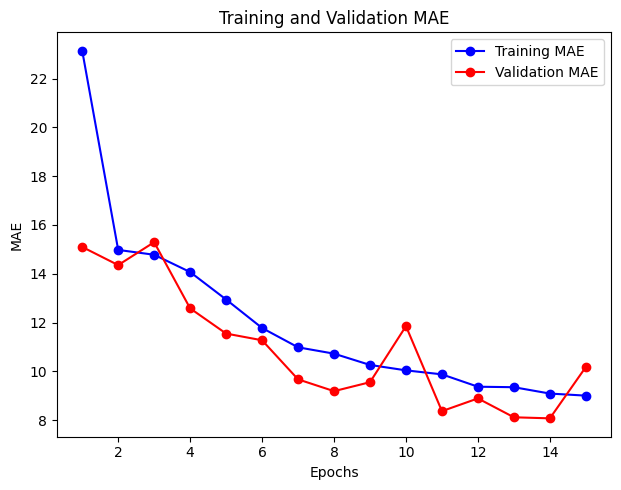 Training and Validation MAE
Training MAE
Validation MAE
MAE
22
20
18
16
14
12
10
8
2 4 6 8 10 12 14
Epochs